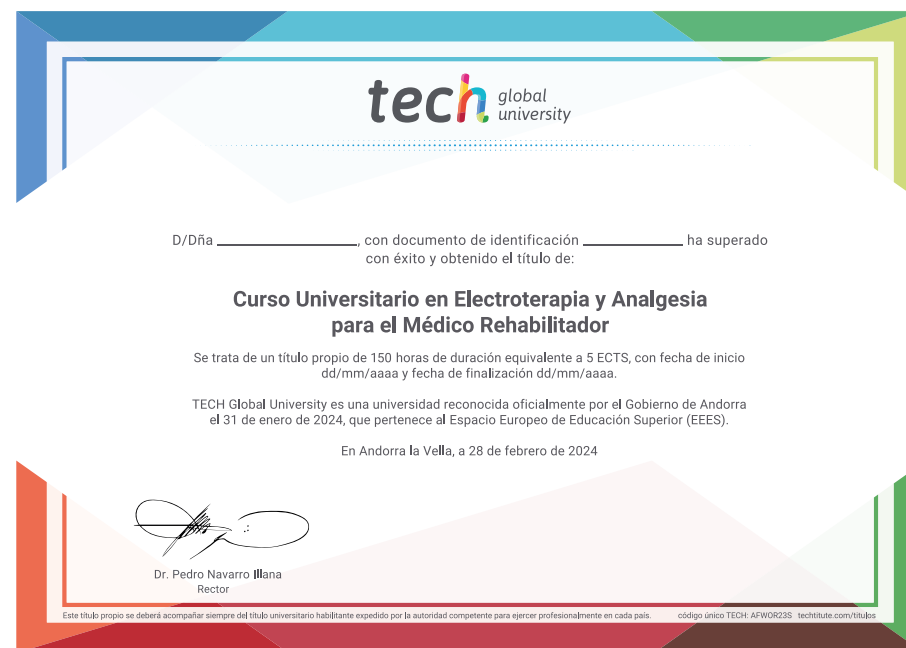 tech global university
D/Dña ____________________, con documento de identificación ______________ ha superado
con éxito y obtenido el título de:
Curso Universitario en Electroterapia y Analgesia
para el Médico Rehabilitador
Se trata de un título propio de 150 horas de duración equivalente a 5 ECTS, con fecha de inicio
dd/mm/aaaa y fecha de finalización dd/mm/aaaa.
TECH Global University es una universidad reconocida oficialmente por el Gobierno de Andorra
el 31 de enero de 2024, que pertenece al Espacio Europeo de Educación Superior (EEES).
En Andorra la Vella, a 28 de febrero de 2024
Dr. Pedro Navarro Illana
Rector
Este título propio se deberá acompañar siempre del título universitario habilitante expedido por la autoridad competente para ejercer profesionalmente en cada país. código único TECH: AFWOR23S techtitute.com/titulos